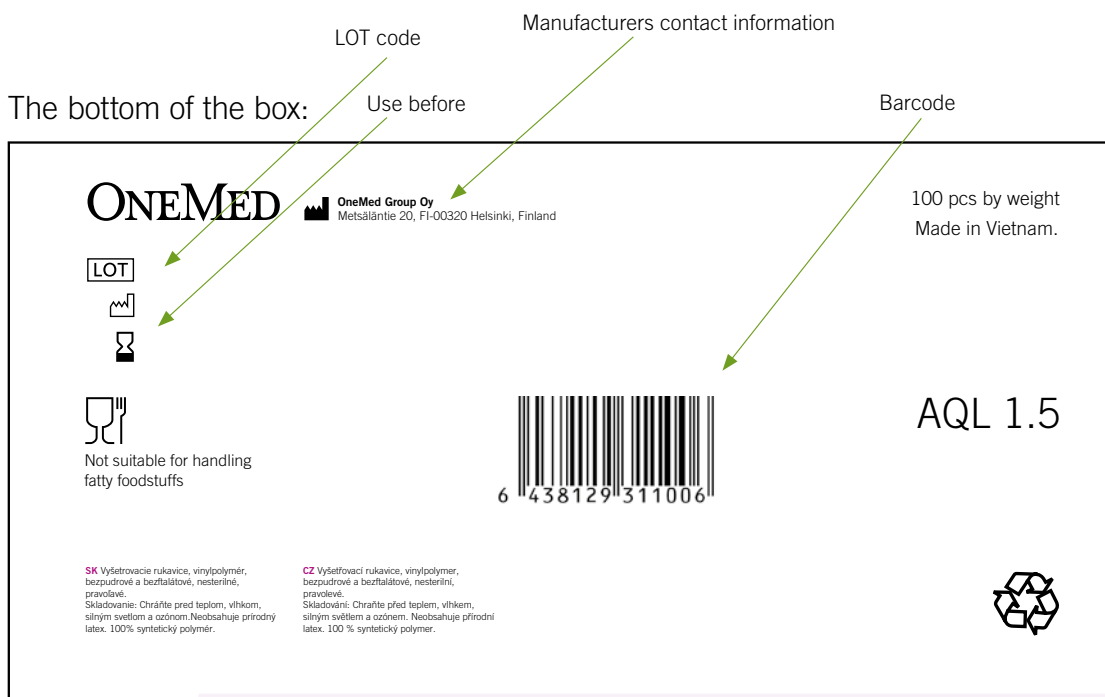 Manufacturers contact information
LOT code
The bottom of the box:
Use before
Barcode
ONEMED
OneMed Group Oy
Metsäläntie 20, FI-00320 Helsinki, Finland
100 pcs by weight
Made in Vietnam.
LOT
AQL 1.5
Not suitable for handling
fatty foodstuffs
6 438129 311006
SK Vyšetrovacie rukavice, vinylpolymér,
bezpudrové a bezftalátové, nesterilné,
pravoľavé.
Skladovanie: Chráňte pred teplom, vlhkom,
silným svetlom a ozónom.Neobsahuje prírodný
latex. 100% syntetický polymér.
CZ Vyšetřovací rukavice, vinylpolymer,
bezpudrové a bezftalátové, nesterilní,
pravolevé.
Skladování: Chraňte před teplem, vlhkem,
silným světlem a ozónem. Neobsahuje přírodní
latex. 100 % syntetický polymer.